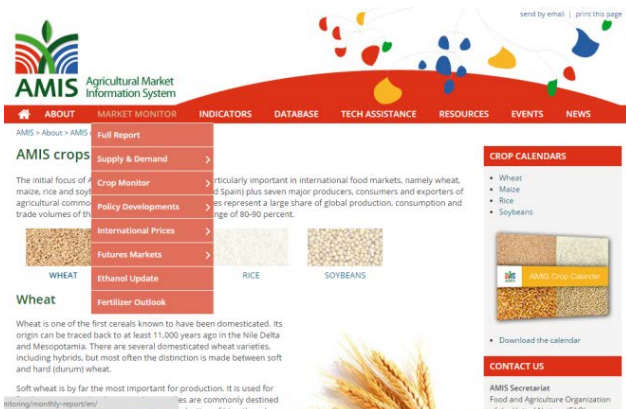 send by email | print this page
AMIS Agricultural Market
Information System
ABOUT MARKET MONITOR INDICATORS DATABASE TECH ASSISTANCE RESOURCES EVENTS NEWS
AMIS > About > AMIS
Full Report
Supply & Demand
Crop Monitor
Policy Developments
International Prices
Futures Markets
Ethanol Update
Fertilizer Outlook
AMIS crops
The initial focus of articularly important in international food markets, namely wheat,
maize, rice and soy d Spain) plus seven major producers, consumers and exporters of
agricultural commo es represent a large share of global production, consumption and
trade volumes of th nge of 80-90 percent.
WHEAT RICE SOYBEANS
Wheat
Wheat is one of the first cereals known to have been domesticated. Its
origin can be traced back to at least 11,000 years ago in the Nile Delta
and Mesopotamia. There are several domesticated wheat varieties,
including hybrids, but most often the distinction is made between soft
and hard (durum) wheat.
Soft wheat is by far the most important for production. It is used for
es are commonly destined
nitoring/monthly-report/en/
CROP CALENDARS
Wheat
Maize
Rice
Soybeans
AMIS Crop Calendar
Download the calendar
CONTACT US
AMIS Secretariat
Food and Agriculture Organization